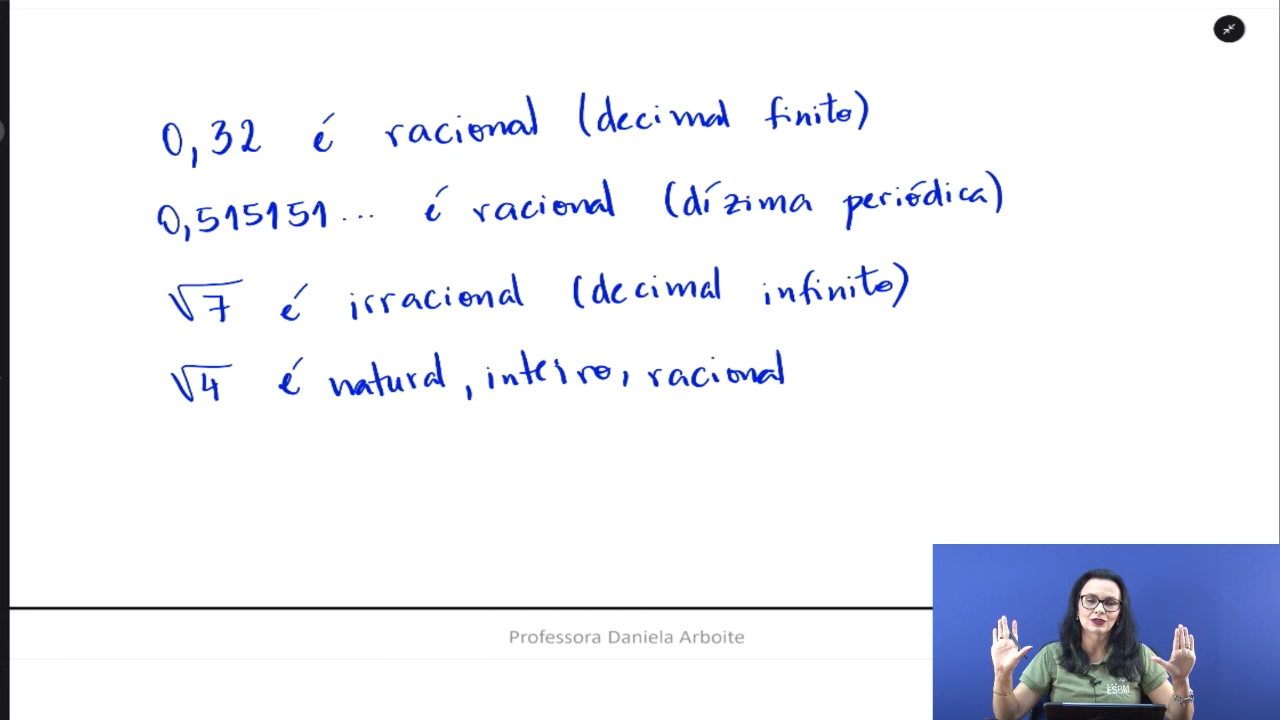 0,32 é racional (decimal finito)
0,515151... é racional (dízima periódica)
√7 é irracional (decimal infinito)
√4 é natural, inteiro, racional
Professora Daniela Arboite
ESBM